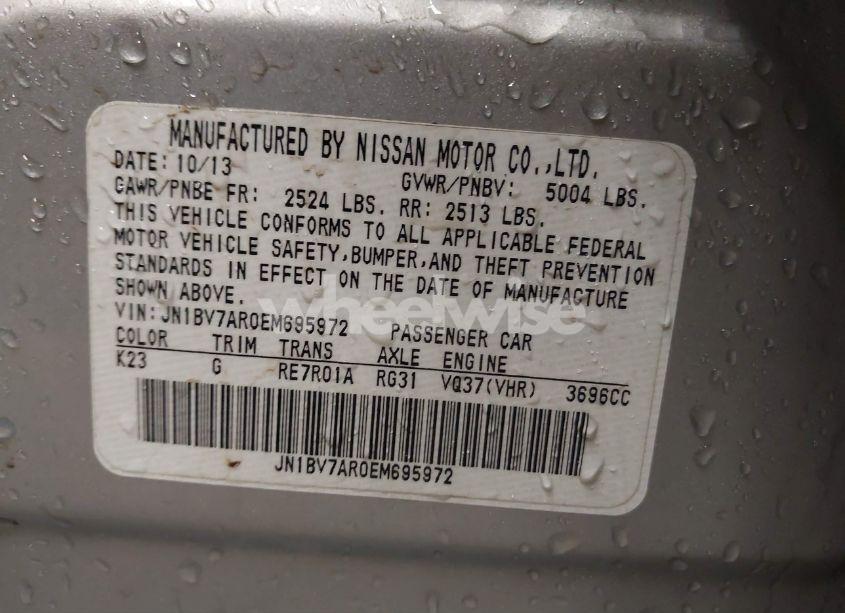 MANUFACTURED BY NISSAN MOTOR CO.,LTD.
DATE: 10/13 GVWR/PNBV: 5004 LBS.
GAWR/PNBE FR: 2524 LBS. RR: 2513 LBS.
THIS VEHICLE CONFORMS TO ALL APPLICABLE FEDERAL
MOTOR VEHICLE SAFETY,BUMPER,AND THEFT PREVENTION
STANDARDS IN EFFECT ON THE DATE OF MANUFACTURE
SHOWN ABOVE.
wheelwise
VIN:JN1BV7AR0EM695972 PASSENGER CAR
COLOR TRIM TRANS AXLE ENGINE
K23 G RE7R01A RG31 VQ37(VHR) 3696CC
JN1BV7AR0EM695972